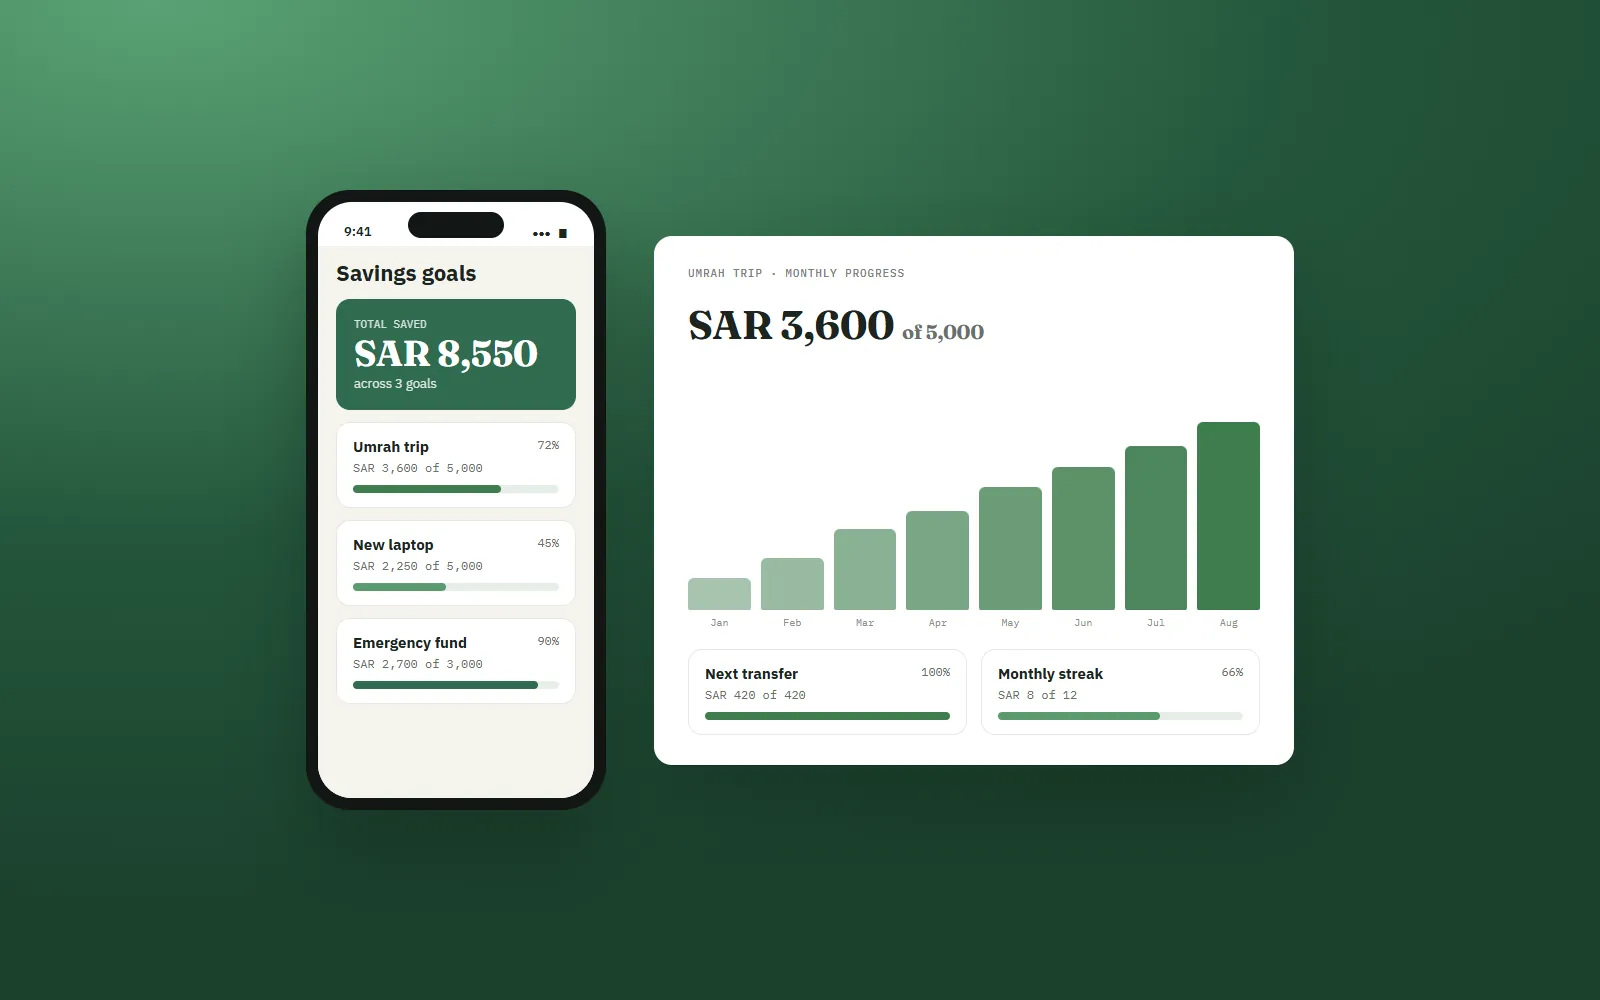 9:41
Savings goals
TOTAL SAVED
SAR 8,550
across 3 goals
Umrah trip 72%
SAR 3,600 of 5,000
New laptop 45%
SAR 2,250 of 5,000
Emergency fund 90%
SAR 2,700 of 3,000
UMRAH TRIP · MONTHLY PROGRESS
SAR 3,600 of 5,000
Jan Feb Mar Apr May Jun Jul Aug
Next transfer 100%
SAR 420 of 420
Monthly streak 66%
SAR 8 of 12